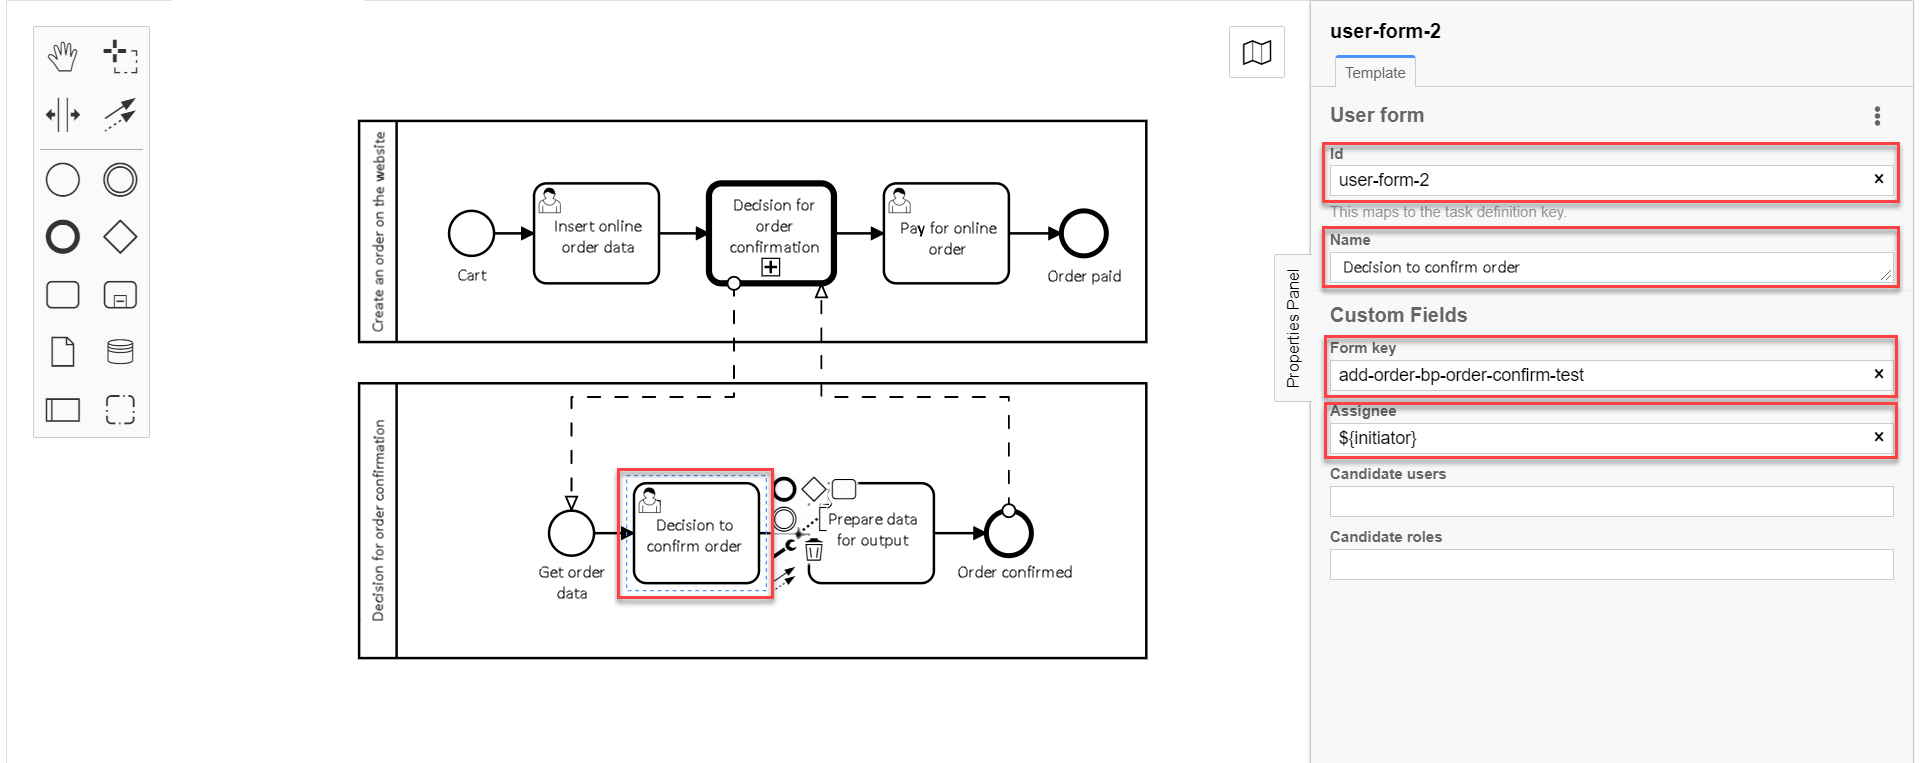 Create an order on the website
Cart
Insert online
order data
Decision for
order
confirmation
Pay for online
order
Order paid
Decision for order confirmation
Get order
data
Decision to
confirm order
Prepare data
for output
Order confirmed
Properties Panel
user-form-2
Template
User form
Id
user-form-2
This maps to the task definition key.
Name
Decision to confirm order
Custom Fields
Form key
add-order-bp-order-confirm-test
Assignee
${initiator}
Candidate users
Candidate roles